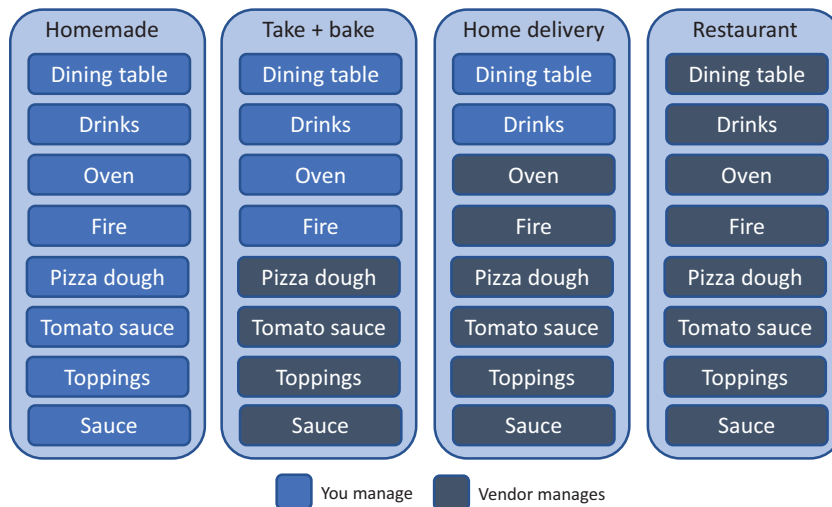 Homemade
Dining table
Drinks
Oven
Fire
Pizza dough
Tomato sauce
Toppings
Sauce
Take + bake
Dining table
Drinks
Oven
Fire
Pizza dough
Tomato sauce
Toppings
Sauce
Home delivery
Dining table
Drinks
Oven
Fire
Pizza dough
Tomato sauce
Toppings
Sauce
Restaurant
Dining table
Drinks
Oven
Fire
Pizza dough
Tomato sauce
Toppings
Sauce
You manage
Vendor manages